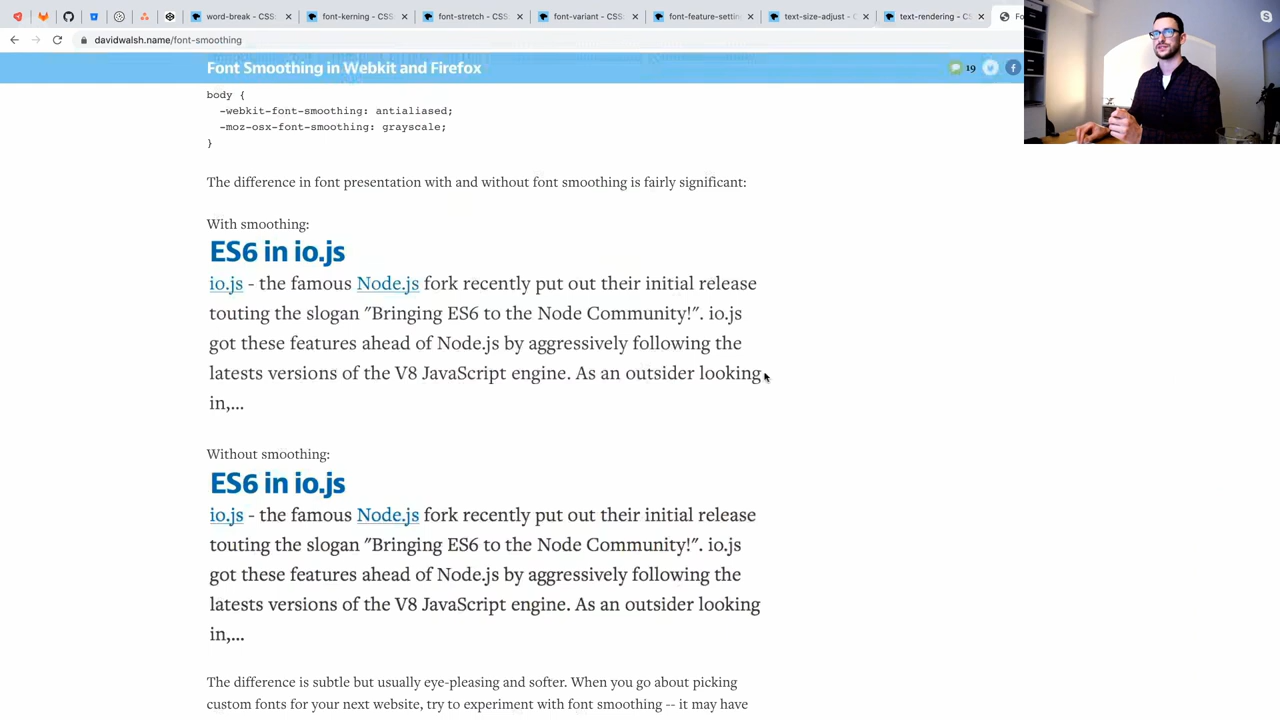 word-break - CSS:
font-kerning - CSS
font-stretch - CSS:
font-variant - CSS:
font-feature-settin
text-size-adjust - C
text-rendering - CS
Fo
davidwalsh.name/font-smoothing
Font Smoothing in Webkit and Firefox
19
body {
-webkit-font-smoothing: antialiased;
-moz-osx-font-smoothing: grayscale;
}
The difference in font presentation with and without font smoothing is fairly significant:
With smoothing:
ES6 in io.js
io.js - the famous Node.js fork recently put out their initial release
touting the slogan "Bringing ES6 to the Node Community!". io.js
got these features ahead of Node.js by aggressively following the
latests versions of the V8 JavaScript engine. As an outsider looking
in,...
Without smoothing:
ES6 in io.js
io.js - the famous Node.js fork recently put out their initial release
touting the slogan "Bringing ES6 to the Node Community!". io.js
got these features ahead of Node.js by aggressively following the
latests versions of the V8 JavaScript engine. As an outsider looking
in,...
The difference is subtle but usually eye-pleasing and softer. When you go about picking
custom fonts for your next website, try to experiment with font smoothing -- it may have